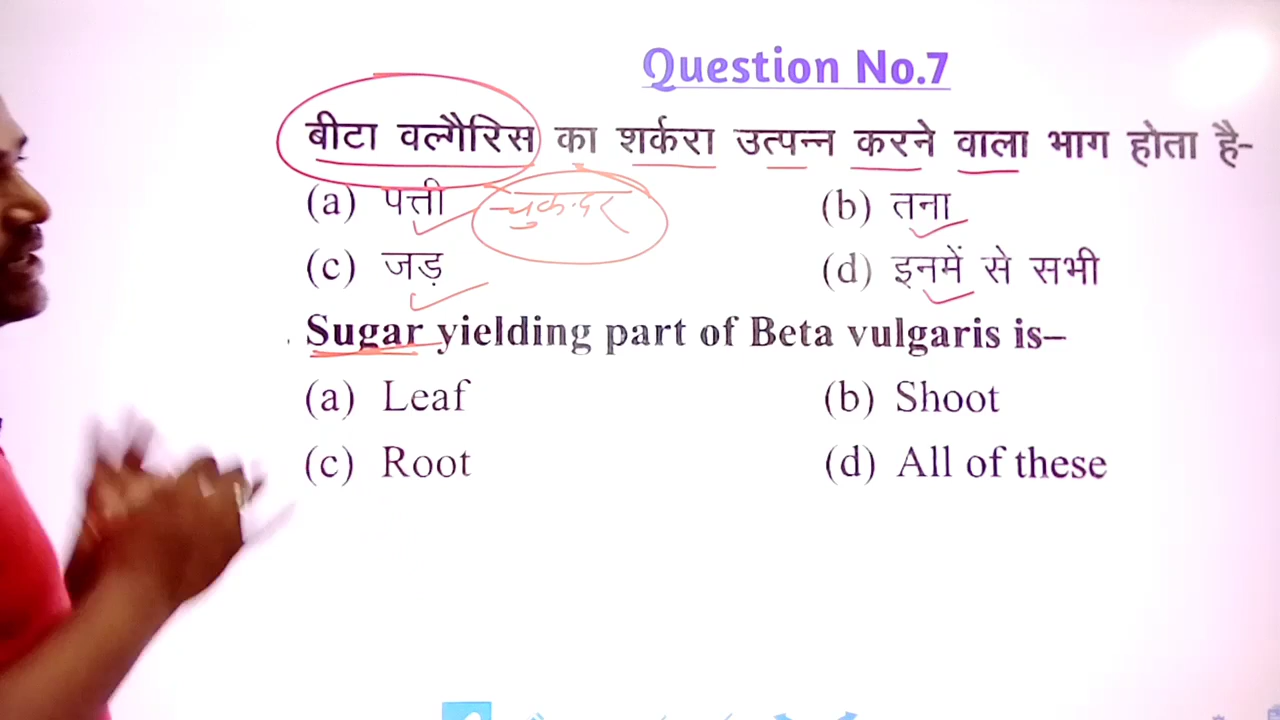 Question No.7
बीटा वल्गैरिस का शर्करा उत्पन्न करने वाला भाग होता है-
(a) पत्ती चुकन्दर (b) तना
(c) जड़ (d) इनमें से सभी
Sugar yielding part of Beta vulgaris is–
(a) Leaf (b) Shoot
(c) Root (d) All of these